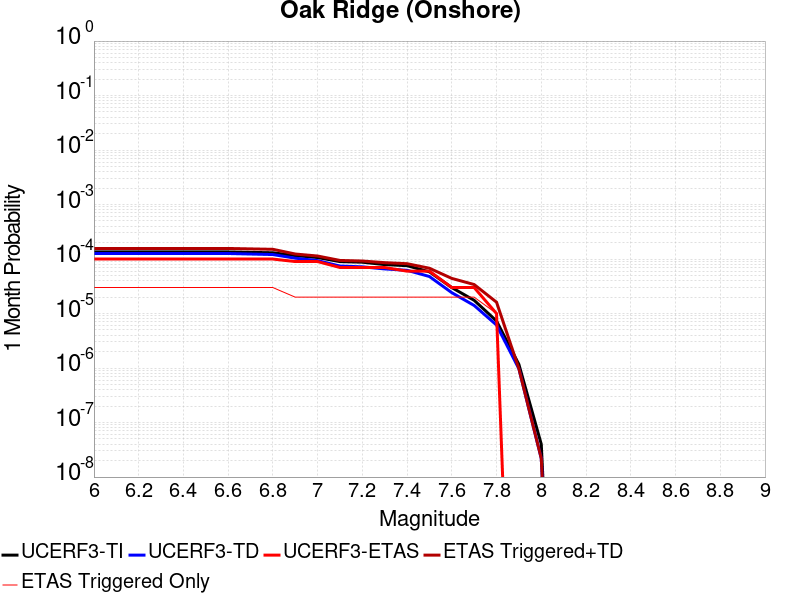 Oak Ridge (Onshore)
10^0
10^-1
10^-2
10^-3
10^-4
10^-5
10^-6
10^-7
10^-8
1 Month Probability
6 6.2 6.4 6.6 6.8 7 7.2 7.4 7.6 7.8 8 8.2 8.4 8.6 8.8 9
Magnitude
UCERF3-TI UCERF3-TD UCERF3-ETAS ETAS Triggered+TD
ETAS Triggered Only